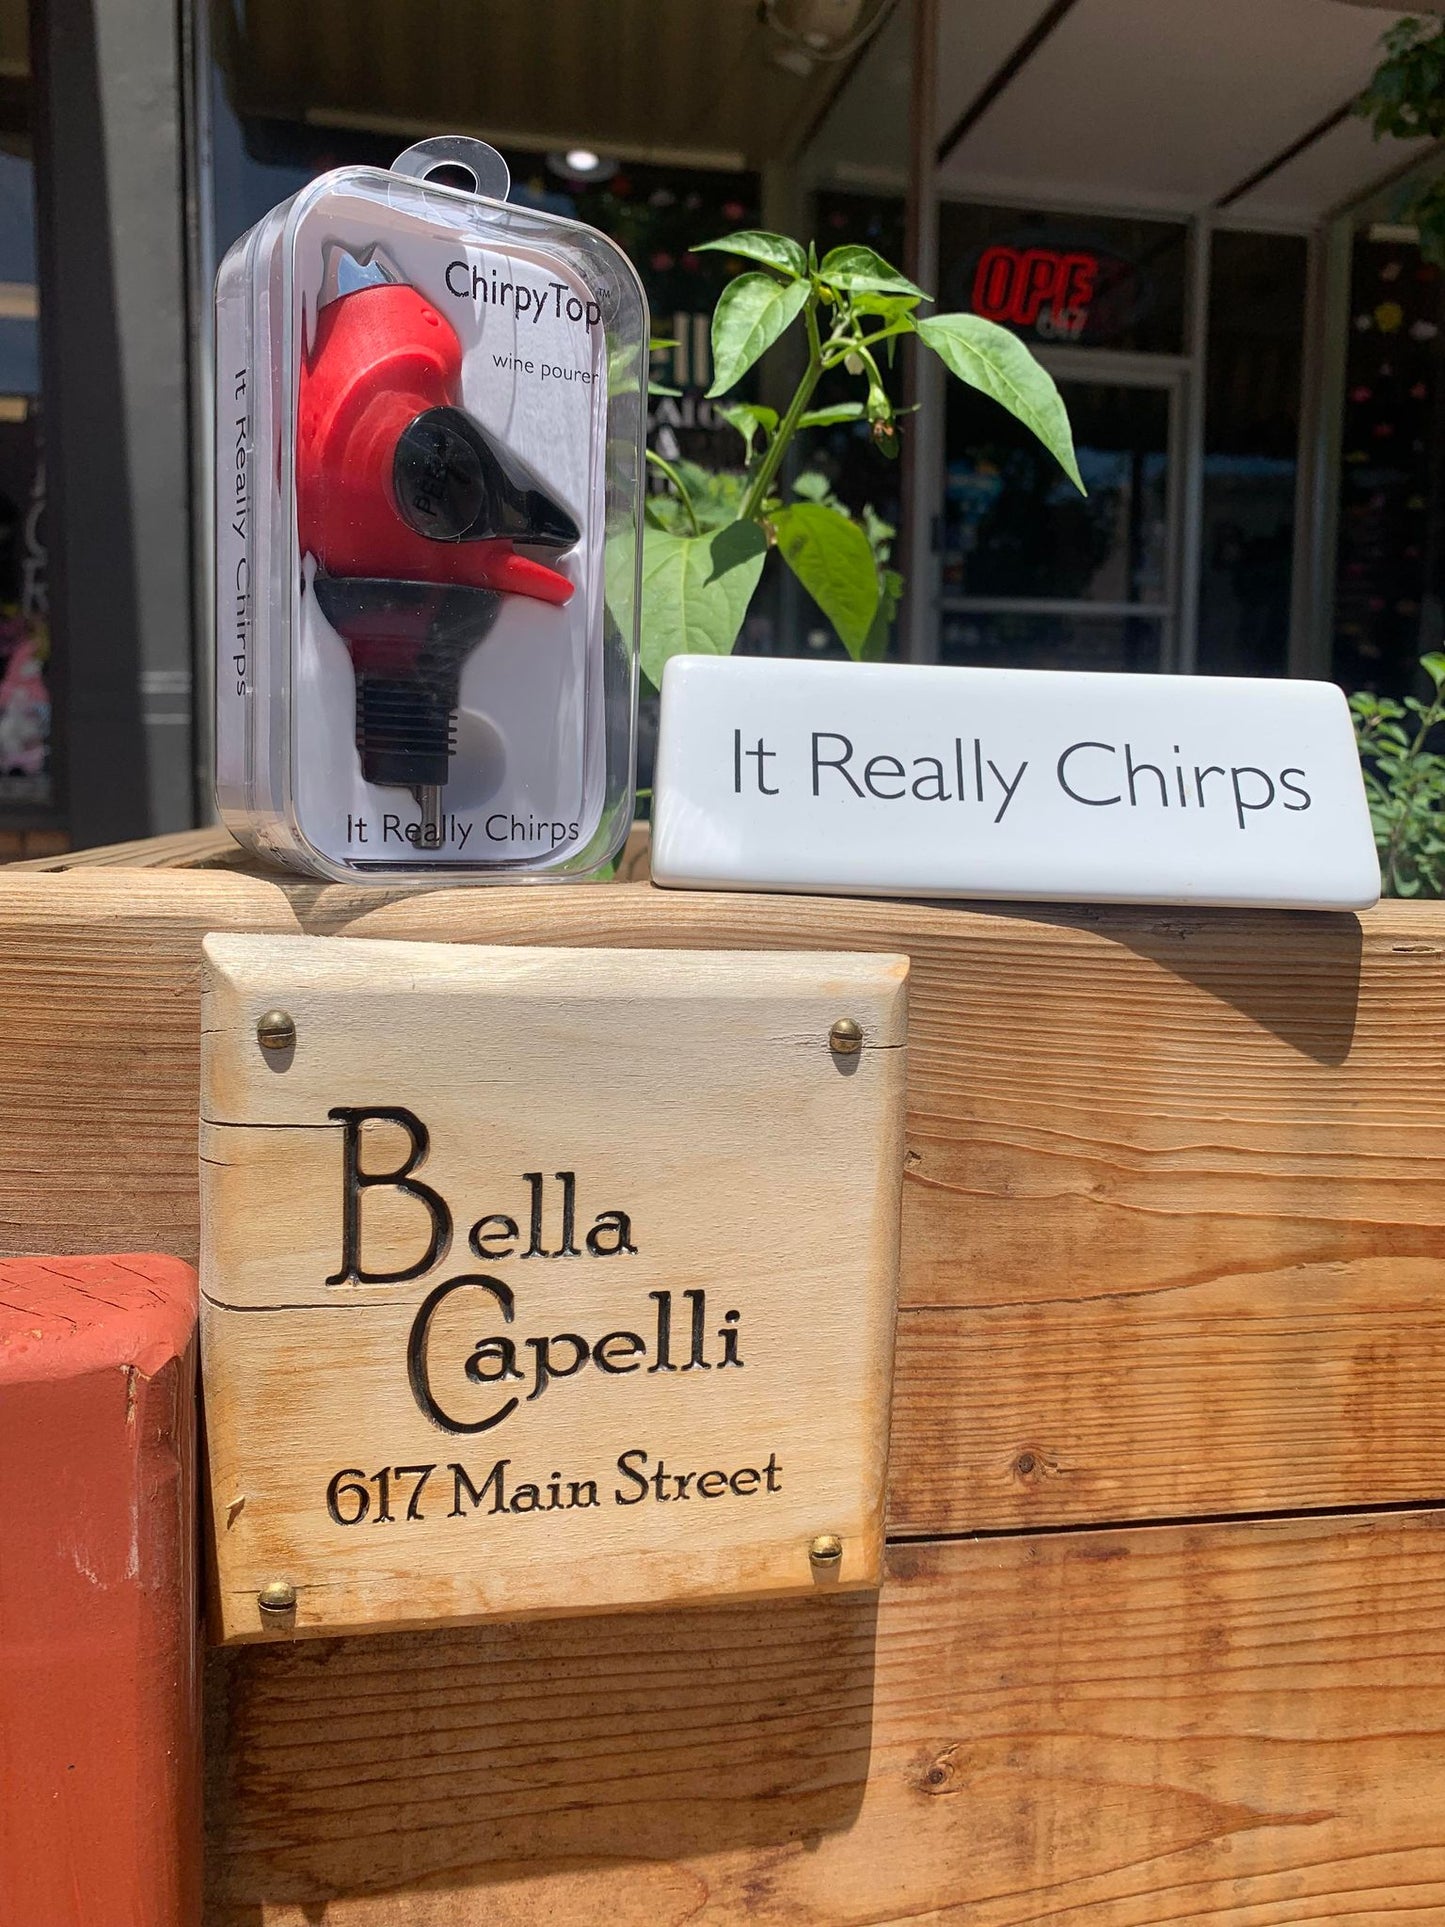 ChirpyTop™
wine pourer
It Really Chirps
It Really Chirps
It Really Chirps
OPE
Bella
Capelli
617 Main Street